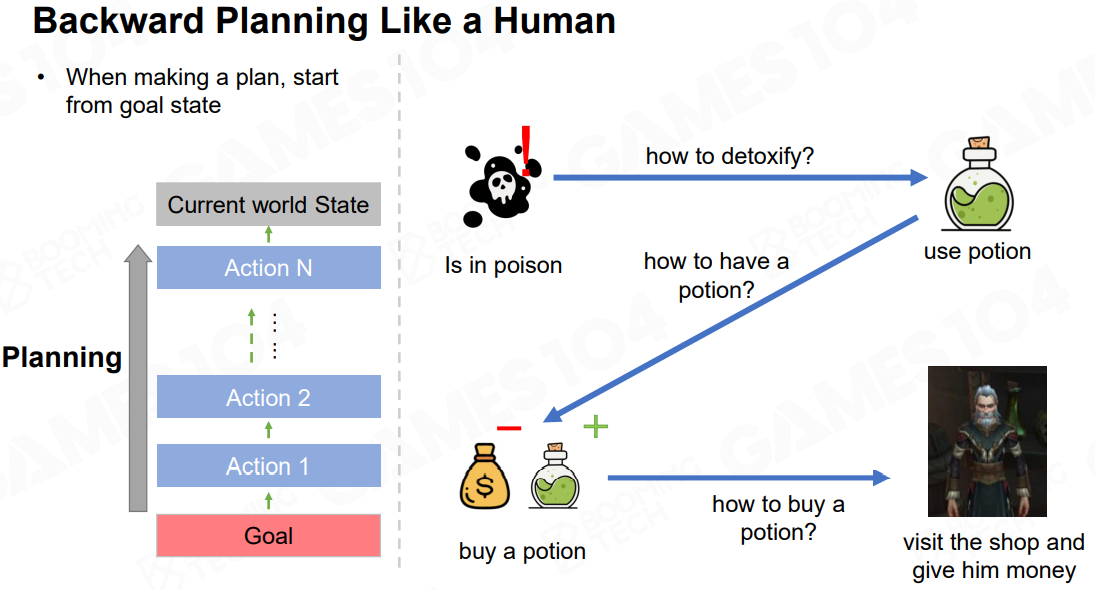 Backward Planning Like a Human
• When making a plan, start
from goal state
Current world State
Action N
Planning
Action 2
Action 1
Goal
how to detoxify?
Is in poison
use potion
how to have a
potion?
$
buy a potion
how to buy a
potion?
visit the shop and
give him money
GAMES104
BOOMING
TECH